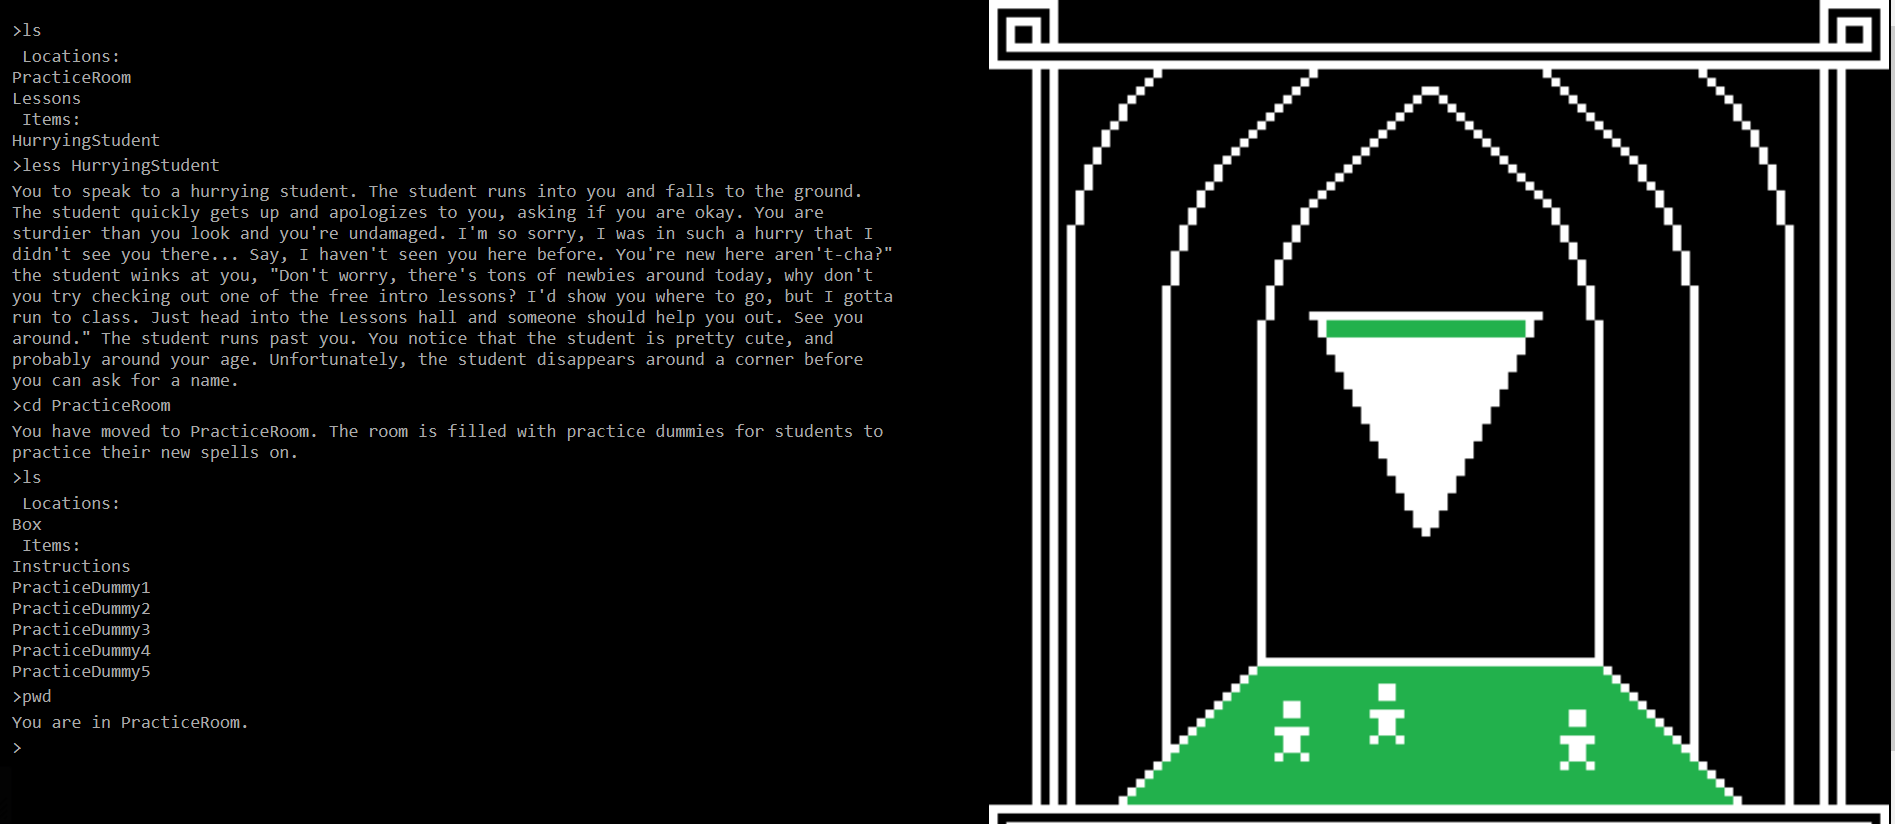 >ls
Locations:
PracticeRoom
Lessons
Items:
HurryingStudent
>less HurryingStudent
You to speak to a hurrying student. The student runs into you and falls to the ground.
The student quickly gets up and apologizes to you, asking if you are okay. You are
sturdier than you look and you're undamaged. I'm so sorry, I was in such a hurry that I
didn't see you there... Say, I haven't seen you here before. You're new here aren't-cha?"
the student winks at you, "Don't worry, there's tons of newbies around today, why don't
you try checking out one of the free intro lessons? I'd show you where to go, but I gotta
run to class. Just head into the Lessons hall and someone should help you out. See you
around." The student runs past you. You notice that the student is pretty cute, and
probably around your age. Unfortunately, the student disappears around a corner before
you can ask for a name.
>cd PracticeRoom
You have moved to PracticeRoom. The room is filled with practice dummies for students to
practice their new spells on.
>ls
Locations:
Box
Items:
Instructions
PracticeDummy1
PracticeDummy2
PracticeDummy3
PracticeDummy4
PracticeDummy5
>pwd
You are in PracticeRoom.
>